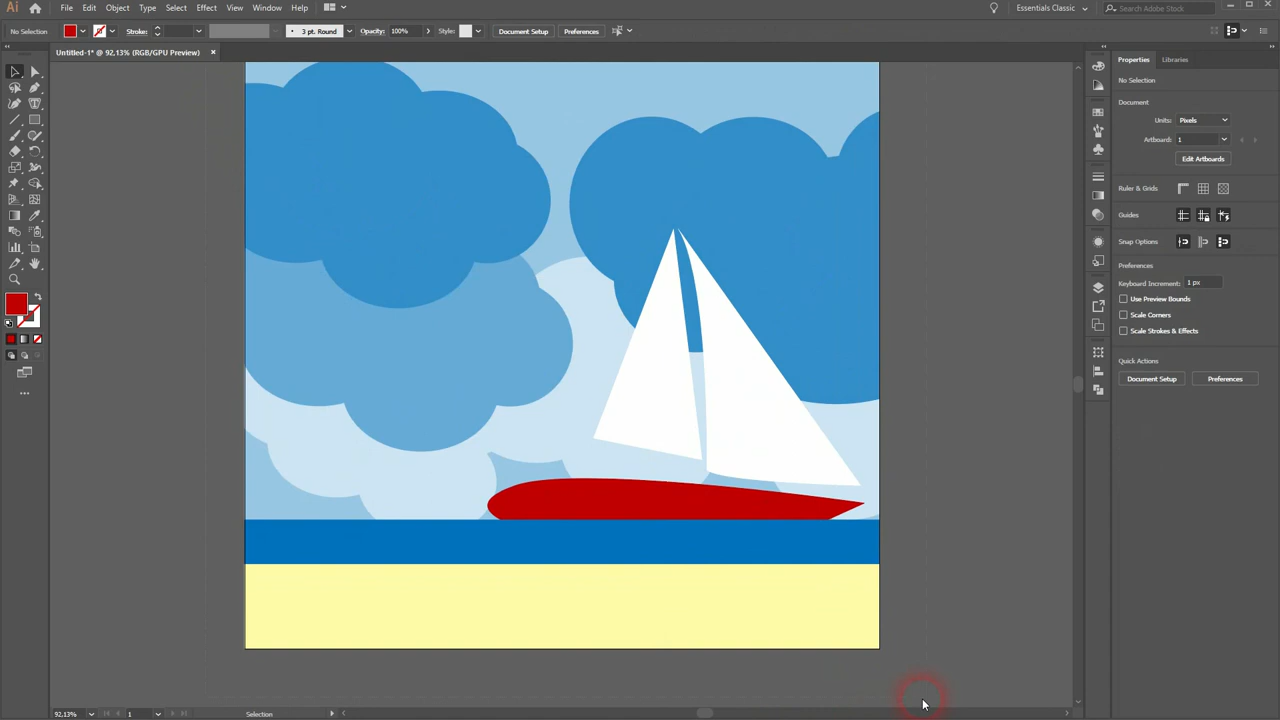 Ai File Edit Object Type Select Effect View Window Help Essentials Classic Search Adobe Stock
No Selection Stroke: 3 pt. Round Opacity: 100% Style: Document Setup Preferences
Untitled-1* @ 92,13% (RGB/GPU Preview) ×
Properties Libraries
No Selection
Document
Units: Pixels
Artboard: 1
Edit Artboards
Ruler & Grids
Guides
Snap Options
Preferences
Keyboard Increment: 1 px
Use Preview Bounds
Scale Corners
Scale Strokes & Effects
Quick Actions
Document Setup Preferences
92,13% 1 Selection